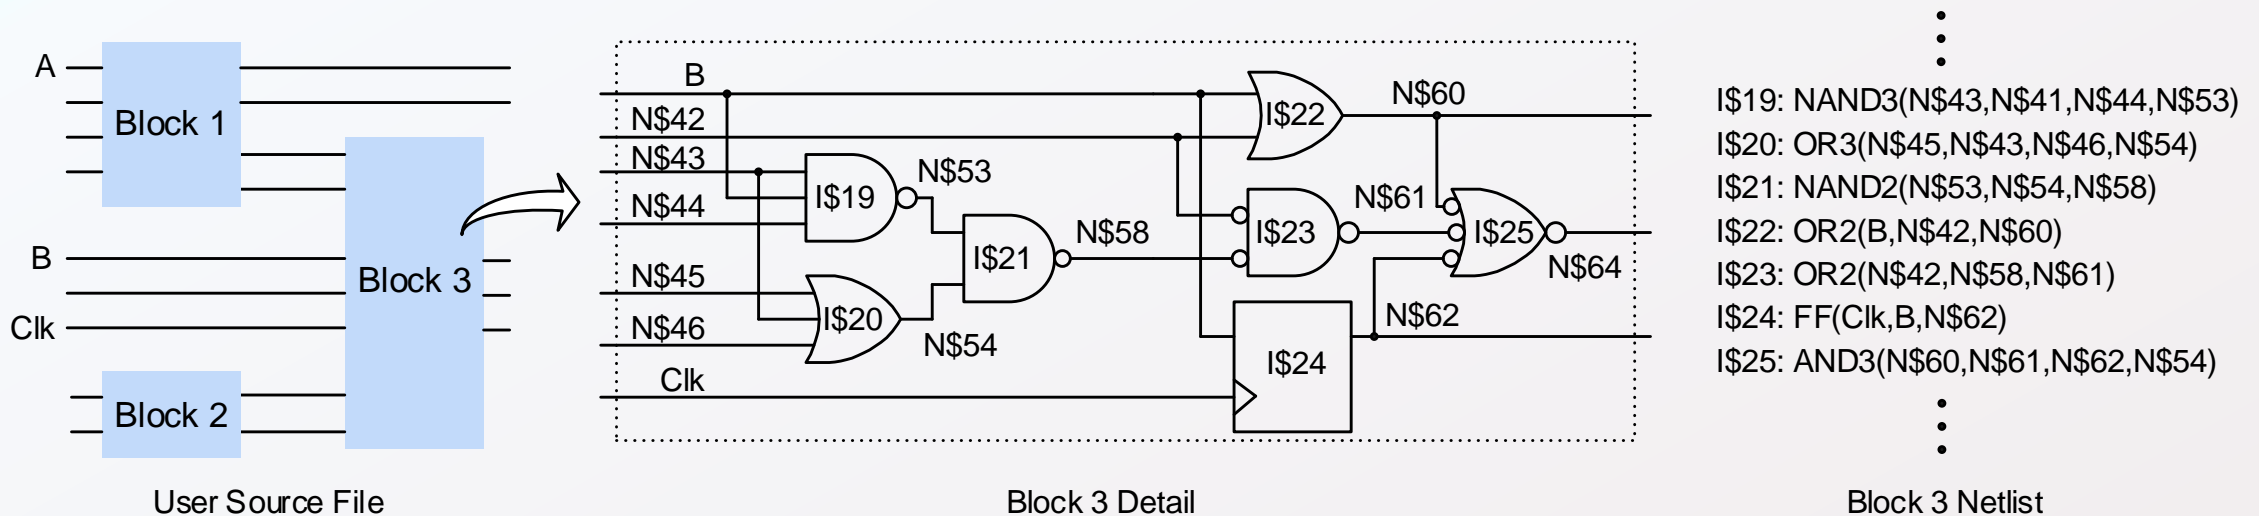 A
Block 1
B
Block 3
Clk
Block 2
User Source File
B
N$42
N$43
N$44
N$45
N$46
Clk
I$19
N$53
I$20
N$54
I$21
N$58
I$22
N$60
I$23
N$61
I$24
N$62
I$25
N$64
Block 3 Detail
I$19: NAND3(N$43,N$41,N$44,N$53)
I$20: OR3(N$45,N$43,N$46,N$54)
I$21: NAND2(N$53,N$54,N$58)
I$22: OR2(B,N$42,N$60)
I$23: OR2(N$42,N$58,N$61)
I$24: FF(Clk,B,N$62)
I$25: AND3(N$60,N$61,N$62,N$54)
Block 3 Netlist